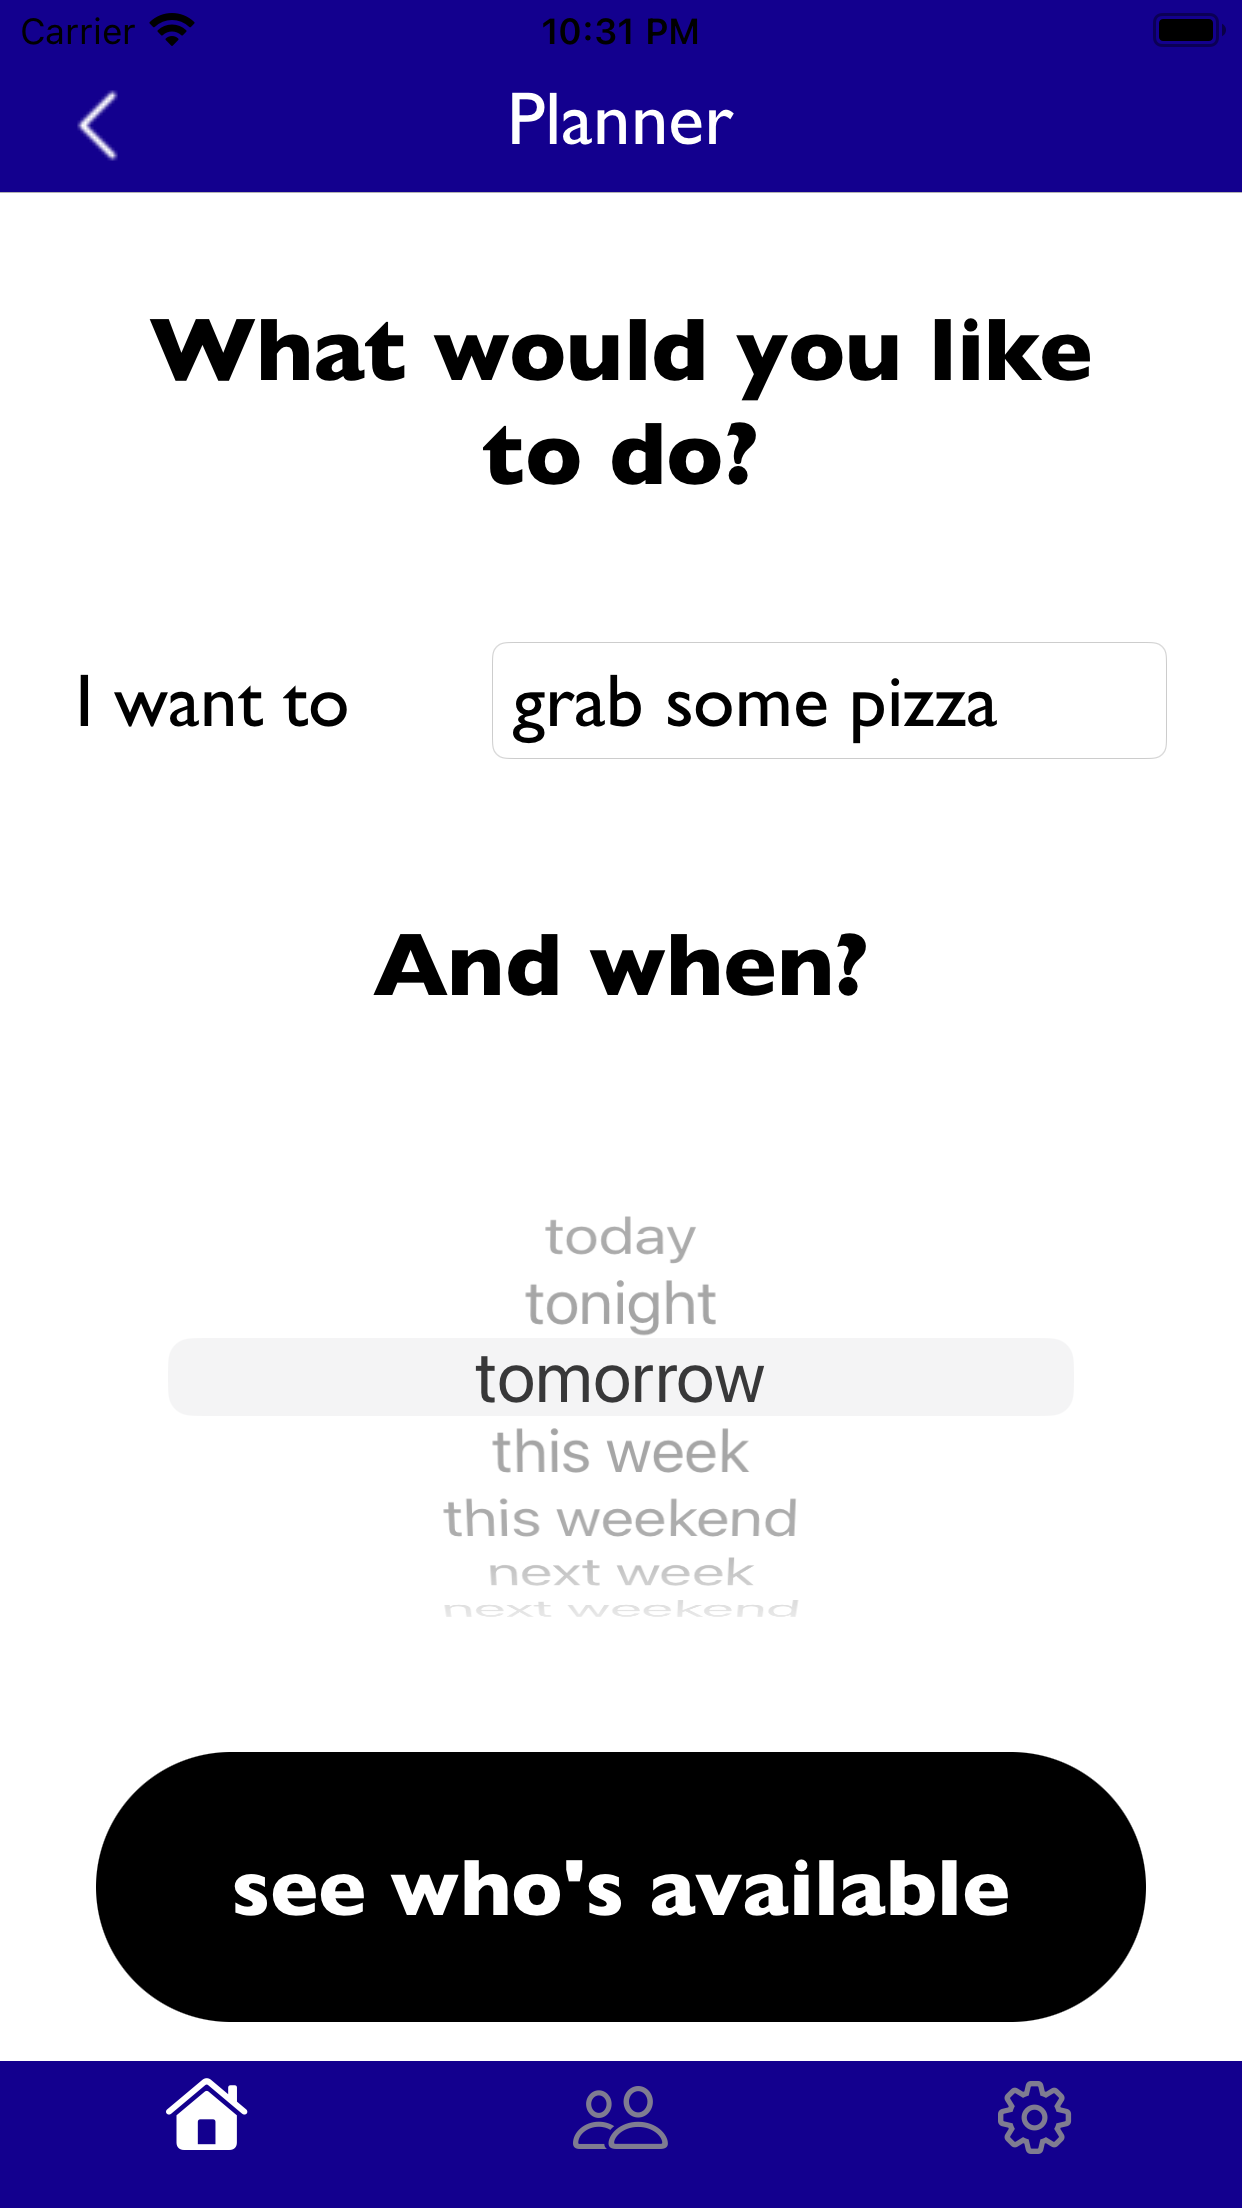 Carrier 10:31 PM
Planner
What would you like
to do?
I want to grab some pizza
And when?
today
tonight
tomorrow
this week
this weekend
next week
next weekend
see who's available